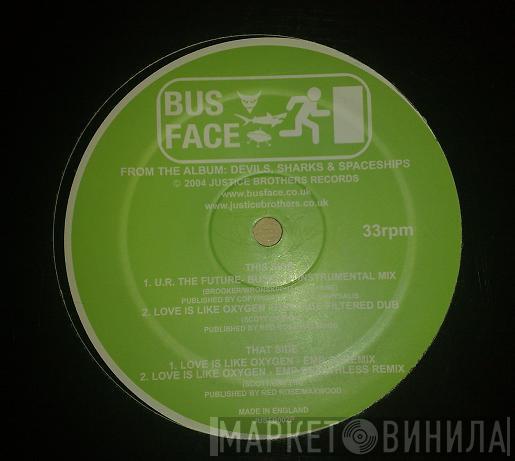 BUS
FACE
FROM THE ALBUM: DEVILS, SHARKS & SPACESHIPS
© 2004 JUSTICE BROTHERS RECORDS
www.busface.co.uk
www.justicebrothers.co.uk
33rpm
THIS SIDE
1. U.R. THE FUTURE- INSTRUMENTAL MIX
PUBLISHED BY
2. LOVE IS LIKE OXYGEN - FILTERED DUB
PUBLISHED BY RED
THAT SIDE
1. LOVE IS LIKE OXYGEN - REMIX
2. LOVE IS LIKE OXYGEN - REMIX
PUBLISHED BY RED ROSE/MAXWOOD
MADE IN ENGLAND
МАРКЕТ ВИНИЛА